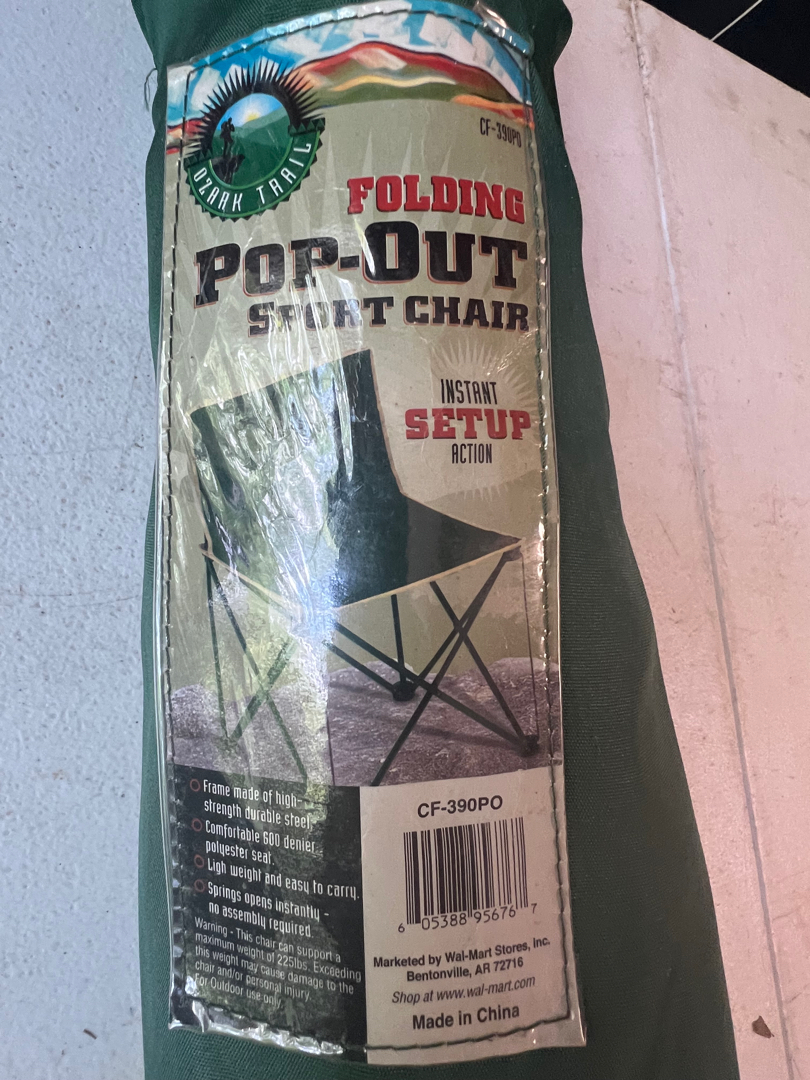 CF-390PO
OZARK TRAIL
FOLDING
POP-OUT
SPORT CHAIR
INSTANT
SETUP
ACTION
Frame made of high-
strength durable steel.
Comfortable 600 denier
polyester seat.
Ligh weight and easy to carry.
Springs opens instantly -
no assembly required.
Warning - This chair can support a
maximum weight of 225lbs. Exceeding
this weight may cause damage to the
chair and/or personal injury.
For Outdoor use only.
CF-390PO
6 05388 95676 7
Marketed by Wal-Mart Stores, Inc.
Bentonville, AR 72716
Shop at www.wal-mart.com
Made in China